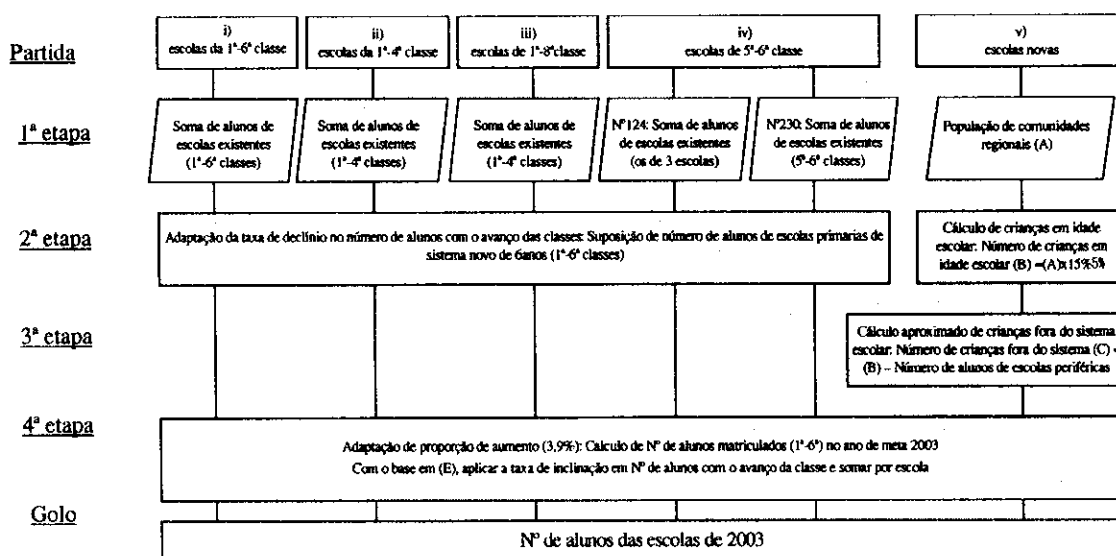 Partida
i)
escolas da 1ª-6ª classe
ii)
escolas da 1ª-4ª classe
iii)
escolas de 1ª-8ªclasse
iv)
escolas de 5ª-6ª classe
v)
escolas novas
1ª etapa
Soma de alunos de
escolas existentes
(1ª-6ª classes)
Soma de alunos de
escolas existentes
(1ª-4ª classes)
Soma de alunos de
escolas existentes
(1ª-4ª classes)
Nº124: Soma de alunos
de escolas existentes
(os de 3 escolas)
Nº230: Soma de alunos
de escolas existentes
(5ª-6ª classes)
População de comunidades
regionais (A)
2ª etapa
Adaptação da taxa de declínio no número de alunos com o avanço das classes: Suposição de número de alunos de escolas primarias de
sistema novo de 6anos (1ª-6ª classes)
Cálculo de crianças em idade
escolar: Número de crianças em
idade escolar (B) =(A)x15%5%
3ª etapa
Cálculo aproximado de crianças fora do sistema
escolar: Número de crianças fora do sistema (C) =
(B) – Número de alunos de escolas periféricas
4ª etapa
Adaptação de proporção de aumento (3,9%): Calculo de Nº de alunos matriculados (1ª-6ª) no ano de meta 2003
Com o base em (E), aplicar a taxa de inclinação em Nº de alunos com o avanço da classe e somar por escola
Golo
Nº de alunos das escolas de 2003